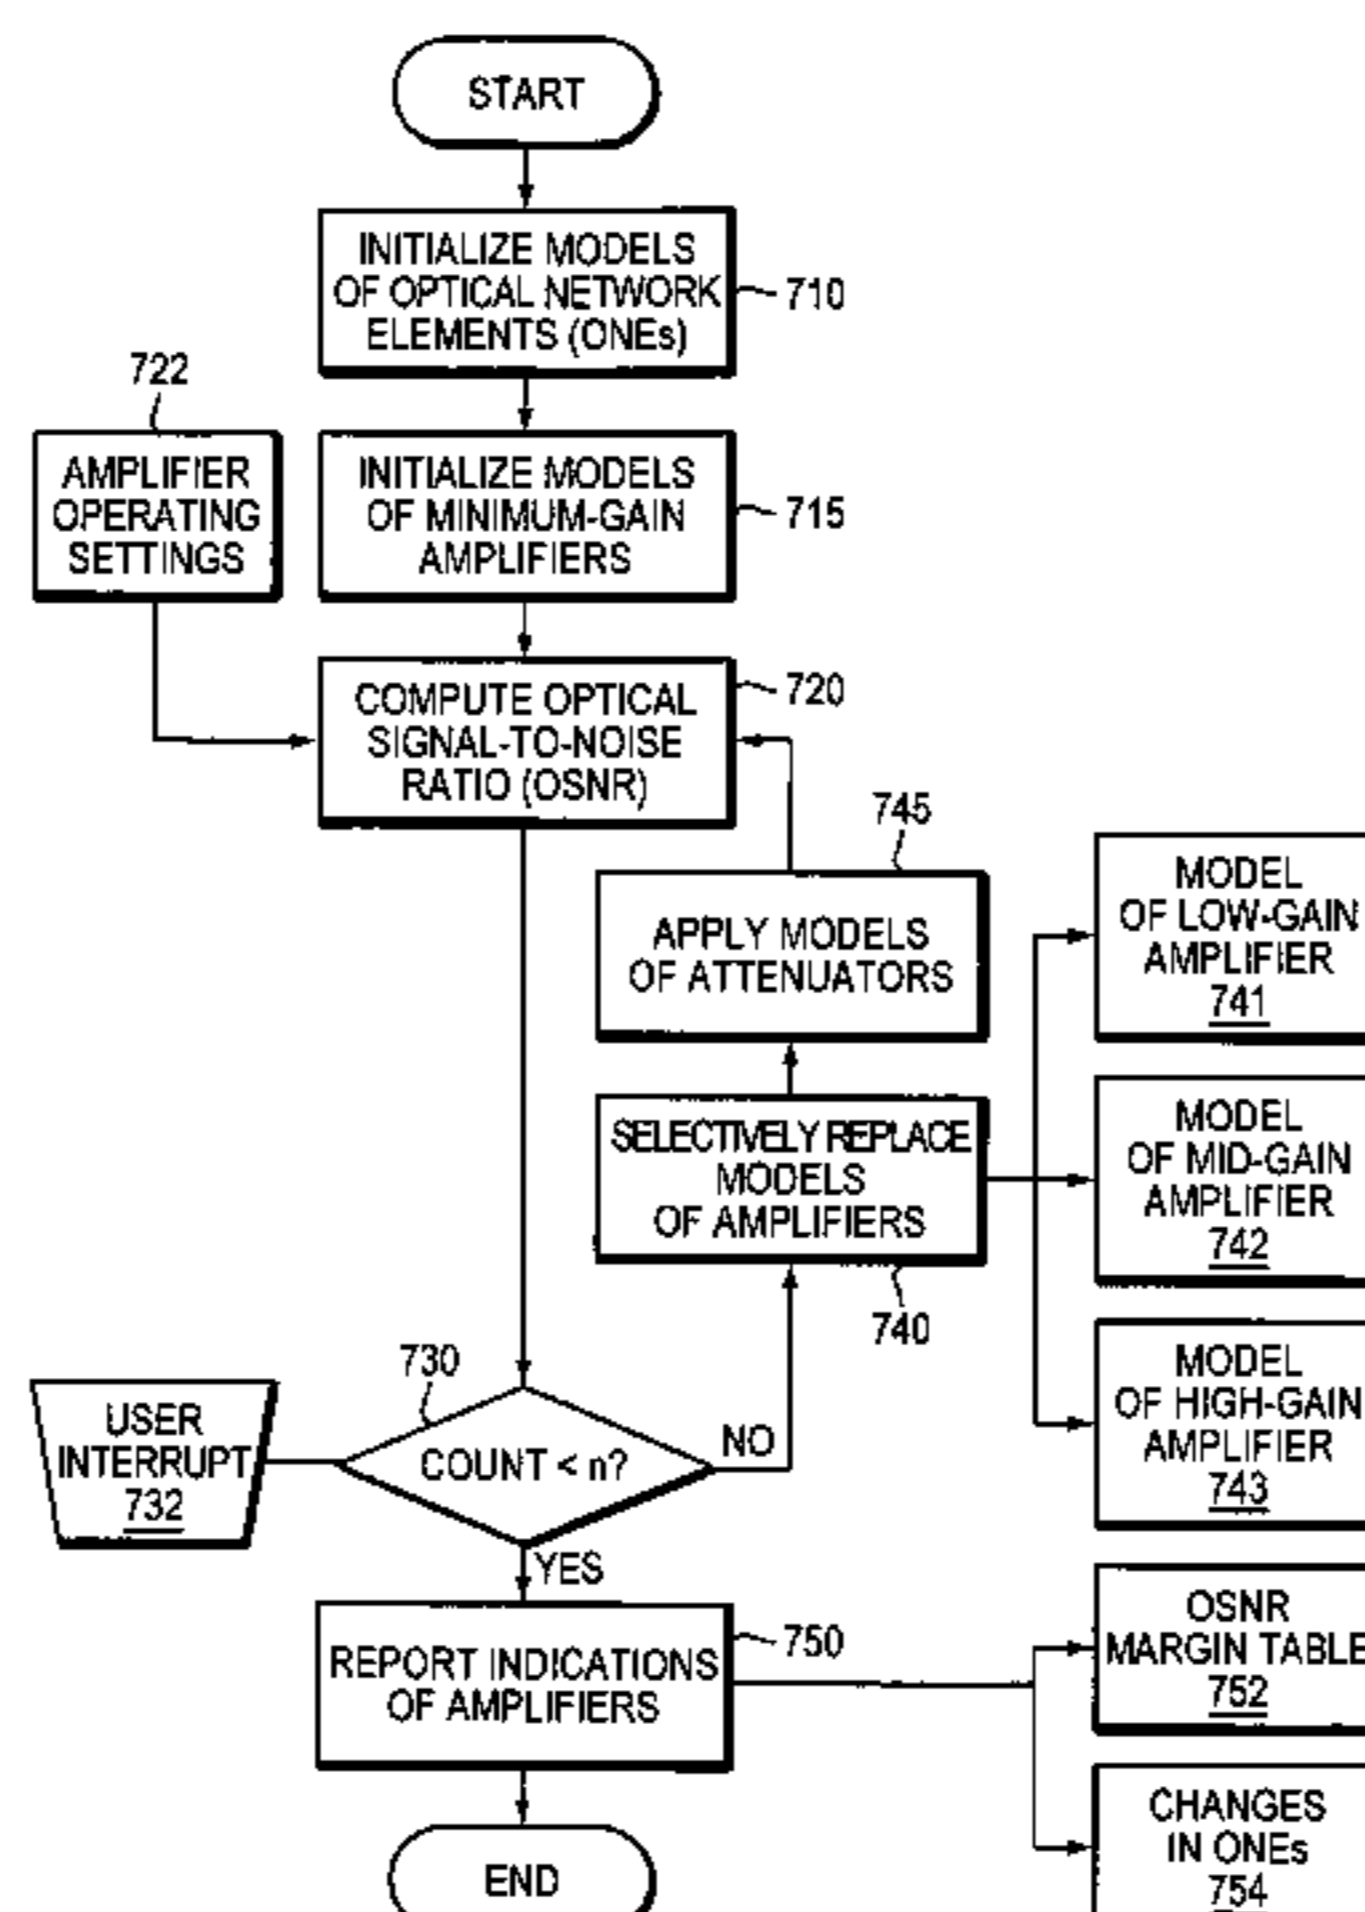 START
INITIALIZE MODELS
OF OPTICAL NETWORK
ELEMENTS (ONEs)
710
722
AMPLIFIER
OPERATING
SETTINGS
INITIALIZE MODELS
OF MINIMUM-GAIN
AMPLIFIERS
715
COMPUTE OPTICAL
SIGNAL-TO-NOISE
RATIO (OSNR)
720
745
APPLY MODELS
OF ATTENUATORS
MODEL
OF LOW-GAIN
AMPLIFIER
741
SELECTIVELY REPLACE
MODELS
OF AMPLIFIERS
740
MODEL
OF MID-GAIN
AMPLIFIER
742
MODEL
OF HIGH-GAIN
AMPLIFIER
743
730
USER
INTERRUPT
732
COUNT < n?
NO
YES
REPORT INDICATIONS
OF AMPLIFIERS
750
OSNR
MARGIN TABLE
752
CHANGES
IN ONEs
754
END